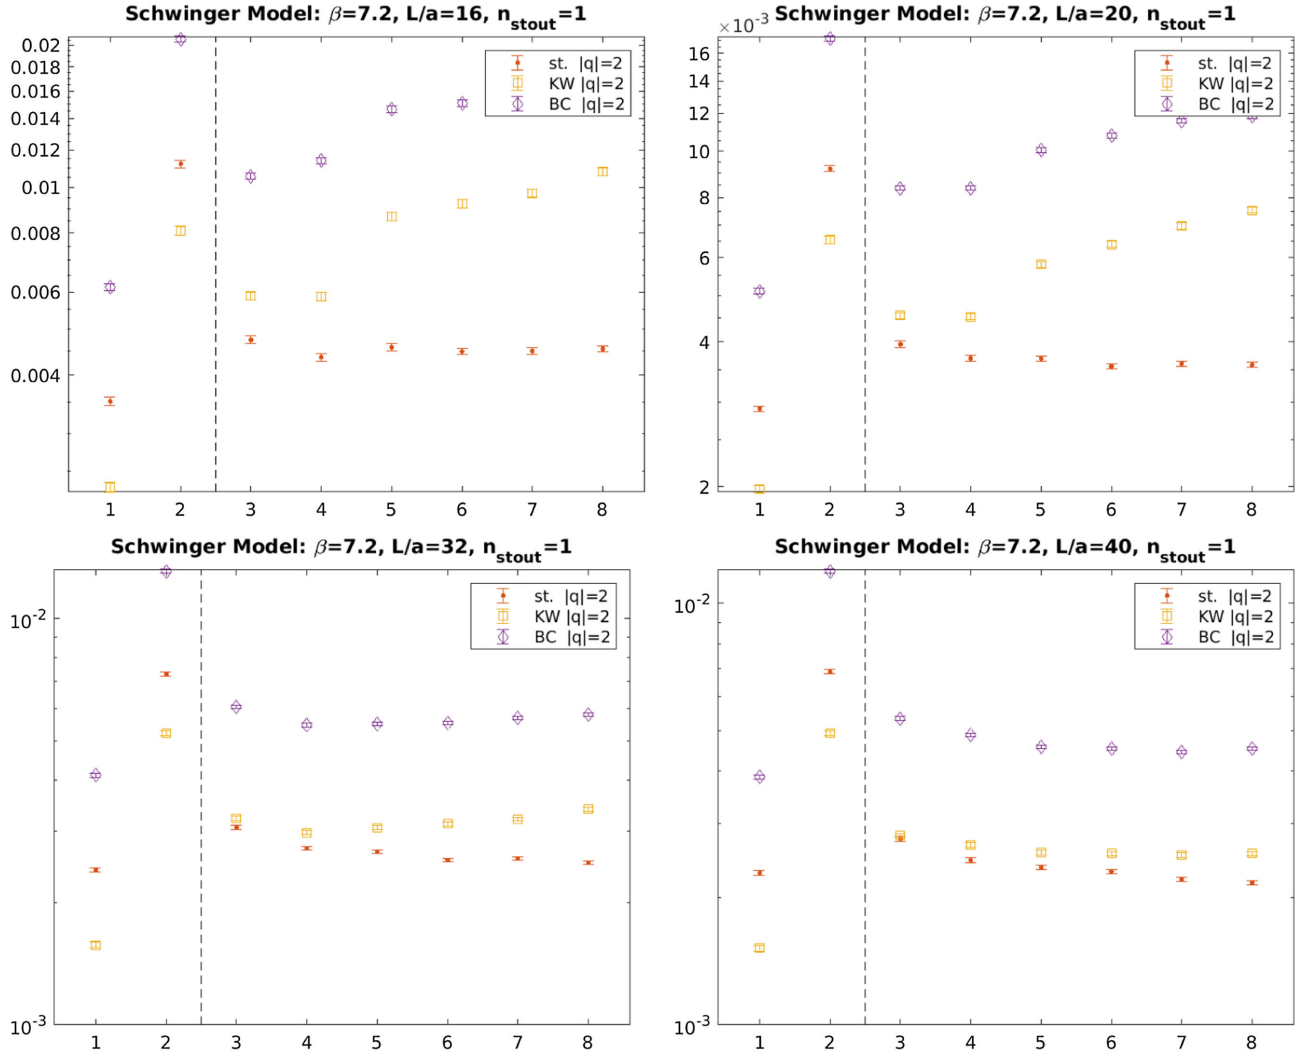 Schwinger Model: β=7.2, L/a=16, n_stout=1
0.02
0.018
0.016
0.014
0.012
0.01
0.008
0.006
0.004
st. |q|=2
KW |q|=2
BC |q|=2
1 2 3 4 5 6 7 8
Schwinger Model: β=7.2, L/a=20, n_stout=1
×10^-3
16
14
12
10
8
6
4
2
st. |q|=2
KW |q|=2
BC |q|=2
1 2 3 4 5 6 7 8
Schwinger Model: β=7.2, L/a=32, n_stout=1
10^-2
10^-3
st. |q|=2
KW |q|=2
BC |q|=2
1 2 3 4 5 6 7 8
Schwinger Model: β=7.2, L/a=40, n_stout=1
10^-2
10^-3
st. |q|=2
KW |q|=2
BC |q|=2
1 2 3 4 5 6 7 8